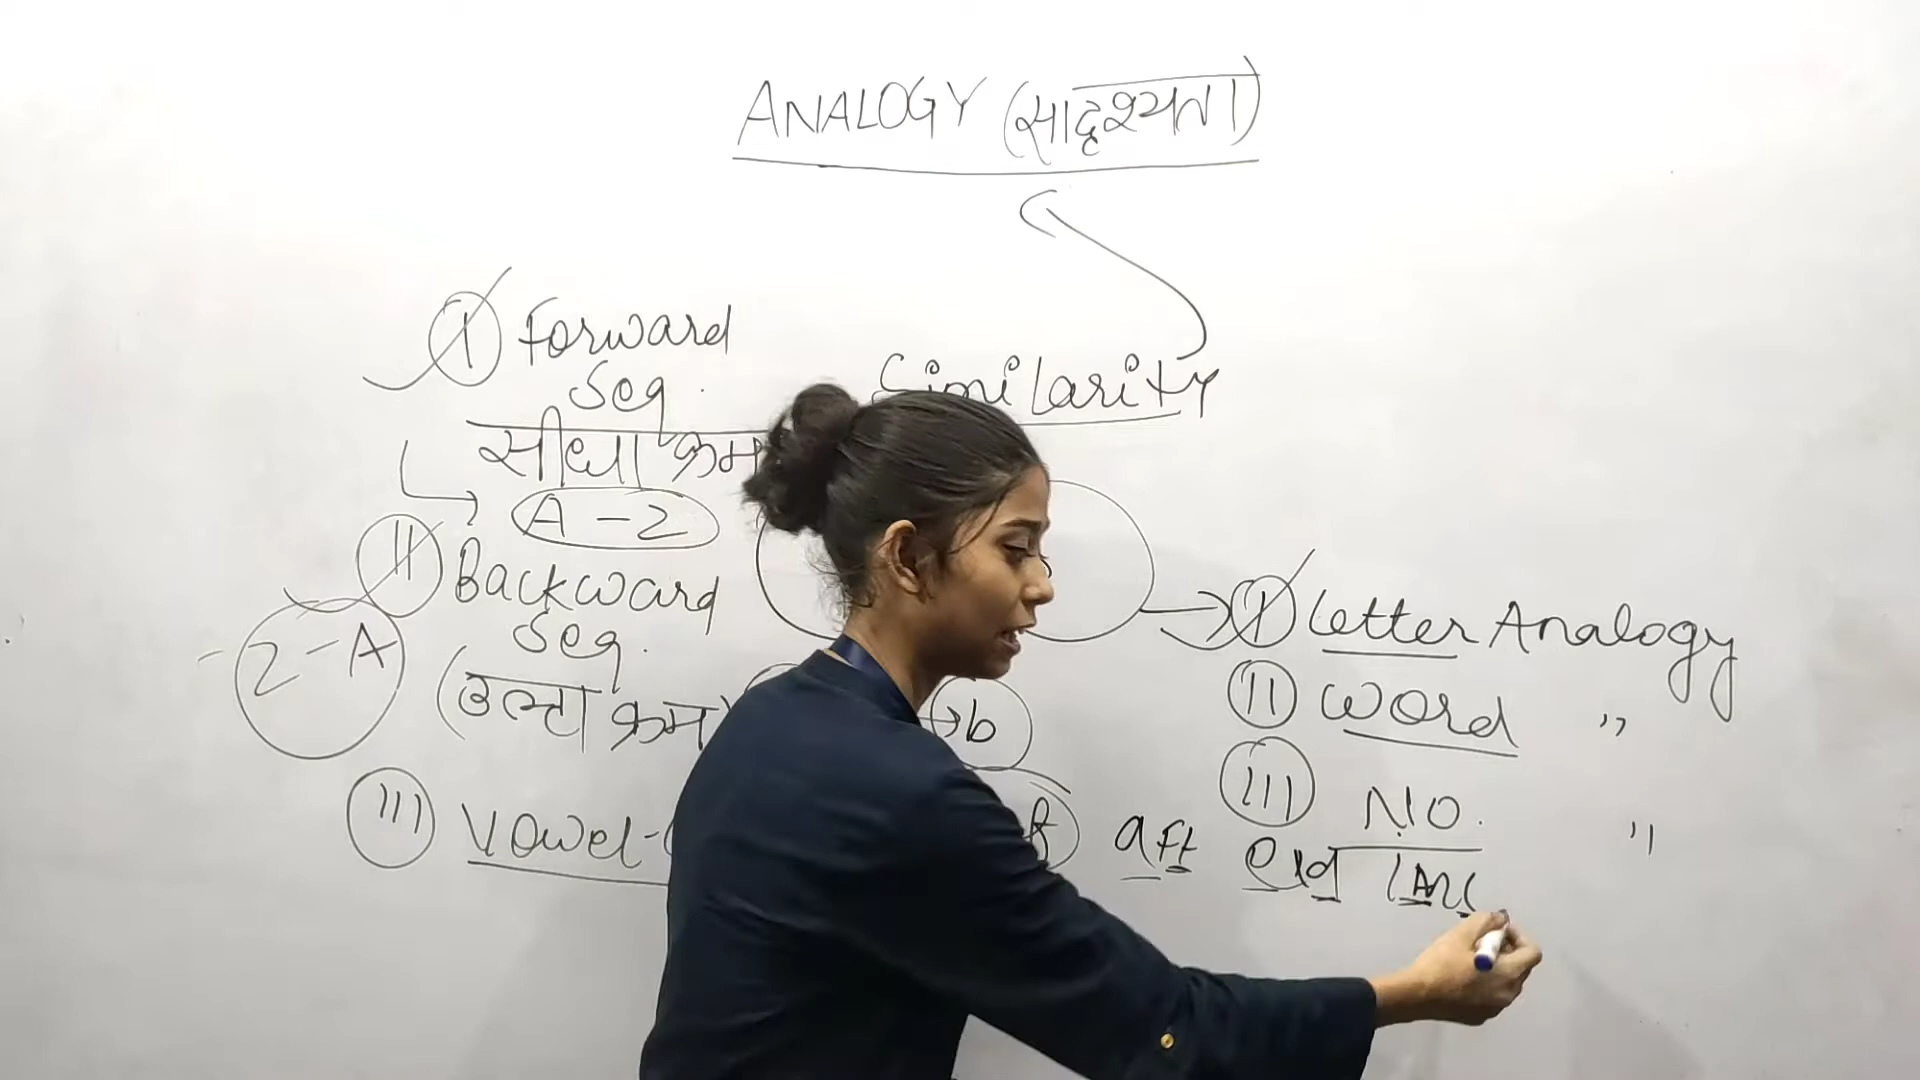 ANALOGY (सादृश्यता)
Similarity
I Forward
Seq.
सीधा क्रम
A - Z
II Backward
Seq.
Z - A
(उल्टा क्रम)
III Vowel-
b
I Letter Analogy
II Word "
III No. "